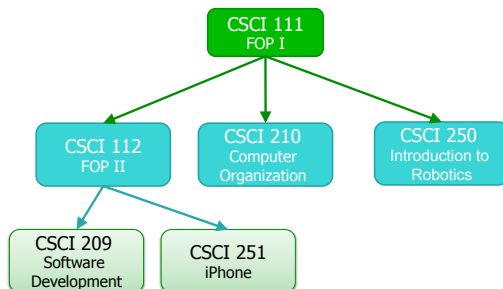 CSCI 111
FOP I
CSCI 112
FOP II
CSCI 210
Computer
Organization
CSCI 250
Introduction to
Robotics
CSCI 209
Software
Development
CSCI 251
iPhone